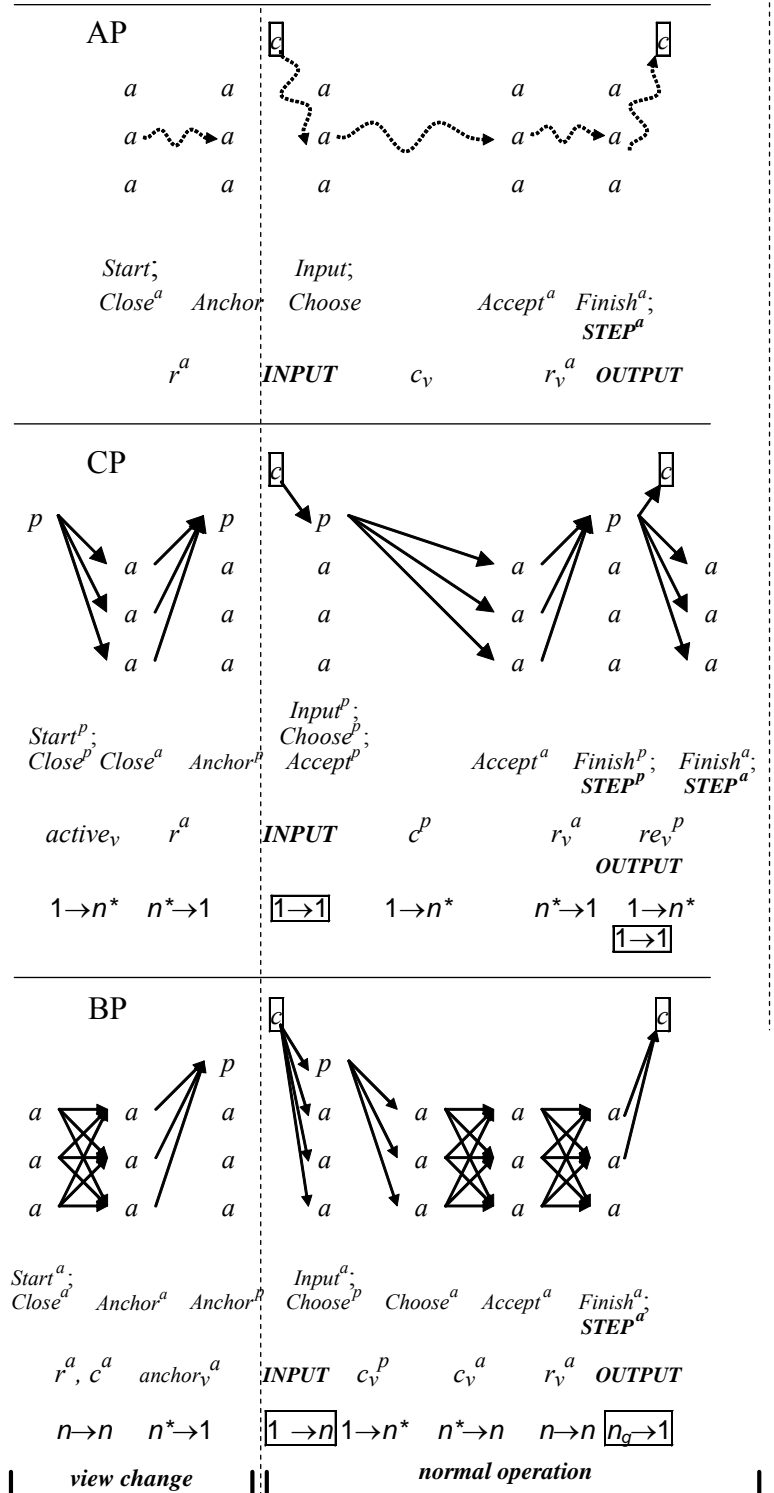 AP c c
a a a a
a a a a a
a a a a a
a
Start; Input;
Close^a Anchor Choose Accept^a Finish^a;
STEP^a
r^a INPUT c_v r_v^a OUTPUT
CP c c
p p p p
a a a a a a
a a a a a a
a a a a a a
Input^p;
Start^p; Choose^p;
Close^p Close^a Anchor^p Accept^p Accept^a Finish^p; Finish^a;
STEP^p STEP^a
active_v r^a INPUT c^p r_v^a re_v^p
OUTPUT
1→n* n*→1 1→1 1→n* n*→1 1→n*
1→1
BP c c
p p
a a a a a a a
a a a a a a a
a a a a a a a
Start^a; Input^a;
Close^a Anchor^a Anchor^p Choose^p Choose^a Accept^a Finish^a;
STEP^a
r^a, c^a anchor_v^a INPUT c_v^p c_v^a r_v^a OUTPUT
n→n n*→1 1→n 1→n* n*→n n→n n_g→1
view change normal operation